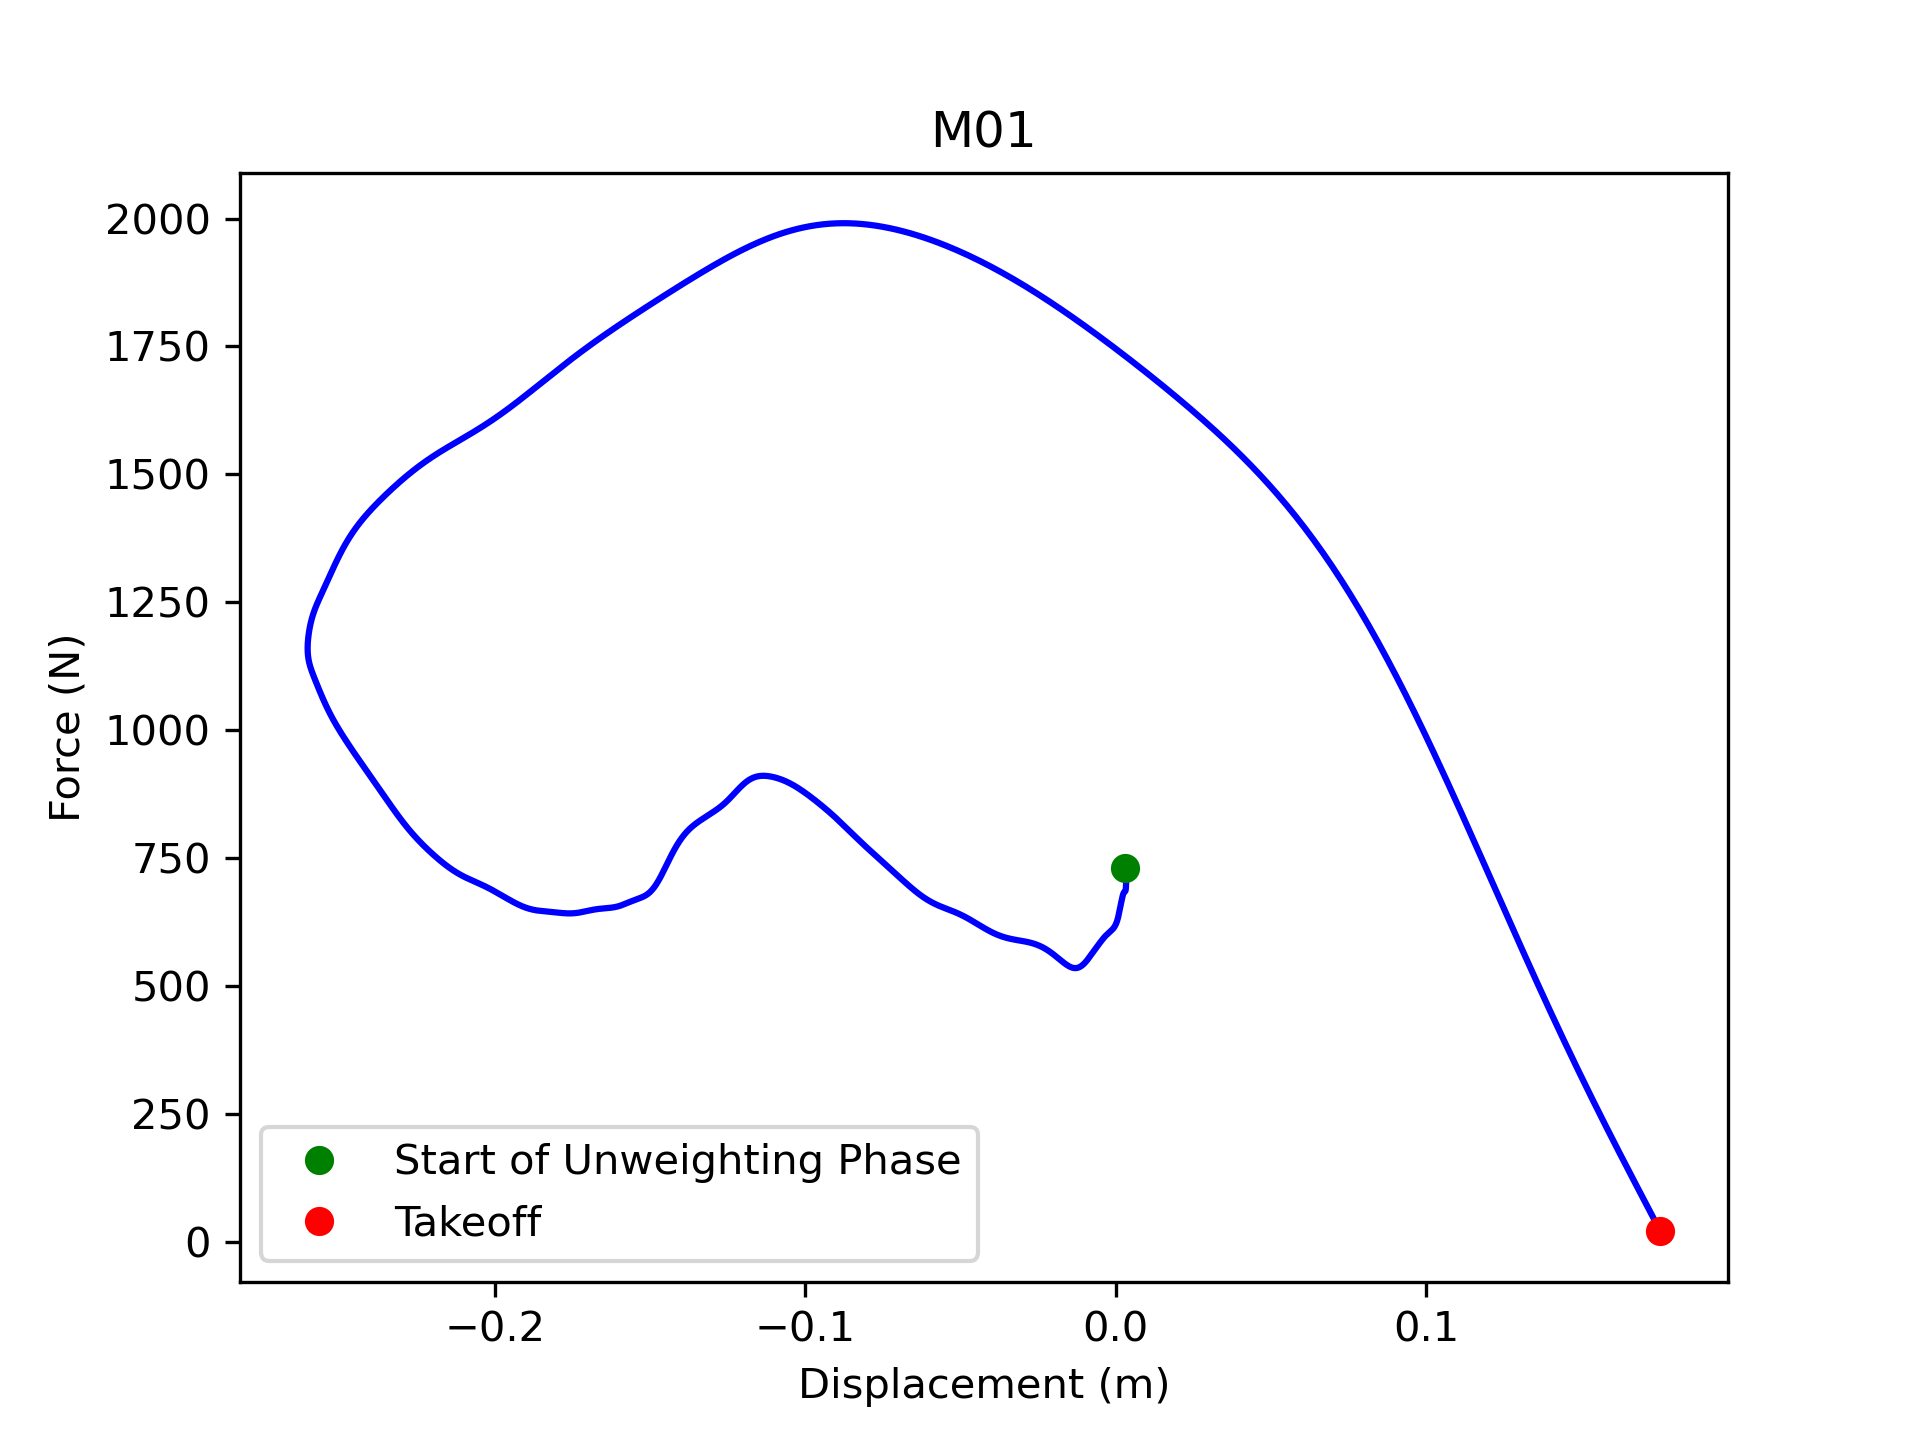 M01
2000
1750
1500
1250
1000
750
500
250
0
Force (N)
Start of Unweighting Phase
Takeoff
−0.2 −0.1 0.0 0.1
Displacement (m)